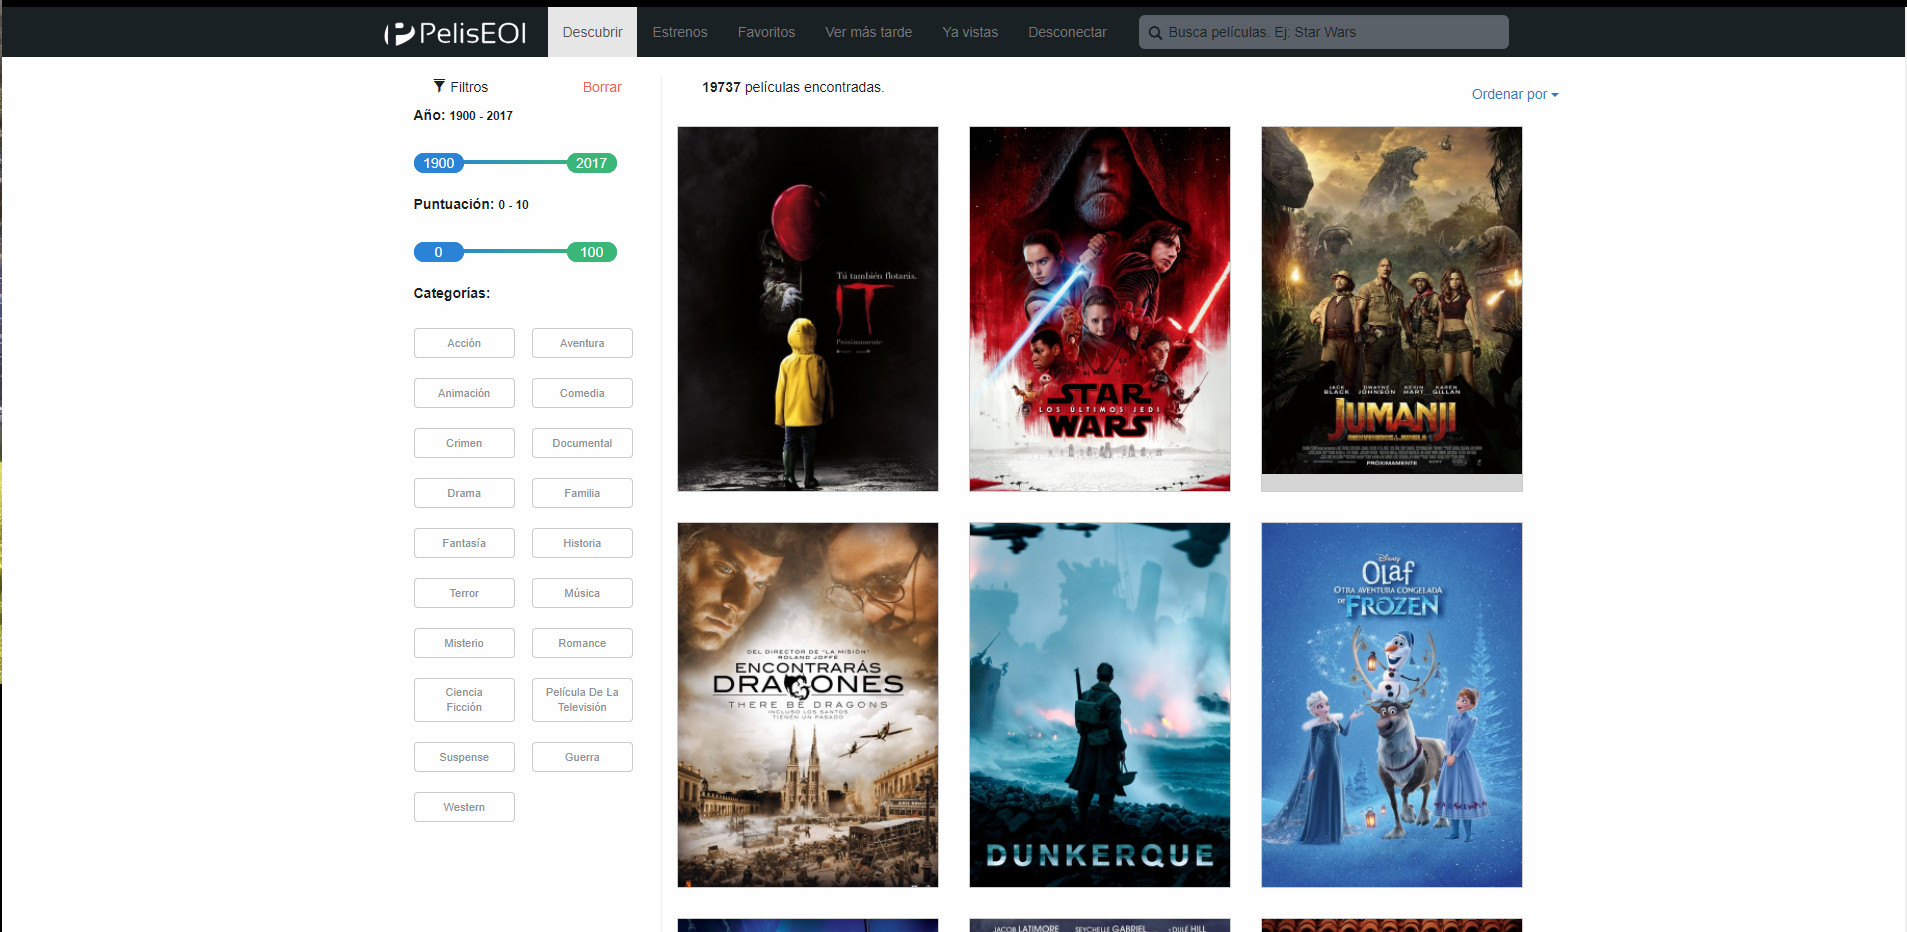 PelisEOI
Descubrir
Estrenos
Favoritos
Ver más tarde
Ya vistas
Desconectar
Busca películas. Ej: Star Wars
Filtros
Borrar
Año: 1900 - 2017
1900
2017
Puntuación: 0 - 10
0
100
Categorías:
Acción
Aventura
Animación
Comedia
Crimen
Documental
Drama
Familia
Fantasía
Historia
Terror
Música
Misterio
Romance
Ciencia
Ficción
Película De La
Televisión
Suspense
Guerra
Western
19737 películas encontradas.
Ordenar por
Tú también flotarás.
IT
Próximamente
STAR
LOS ÚLTIMOS JEDI
WARS
JACK BLACK
DWAYNE JOHNSON
KEVIN HART
KAREN GILLAN
JUMANJI
BIENVENIDOS A LA JUNGLA
PRÓXIMAMENTE
DEL DIRECTOR DE "LA MISIÓN"
ROLAND JOFFÉ
ENCONTRARÁS
DRAGONES
THERE BE DRAGONS
INCLUSO LOS SANTOS
TIENEN UN PASADO
DUNKERQUE
Disney
OLAF
OTRA AVENTURA CONGELADA
DE FROZEN
JACOB LATIMORE
SEYCHELLE GABRIEL
DULÉ HILL